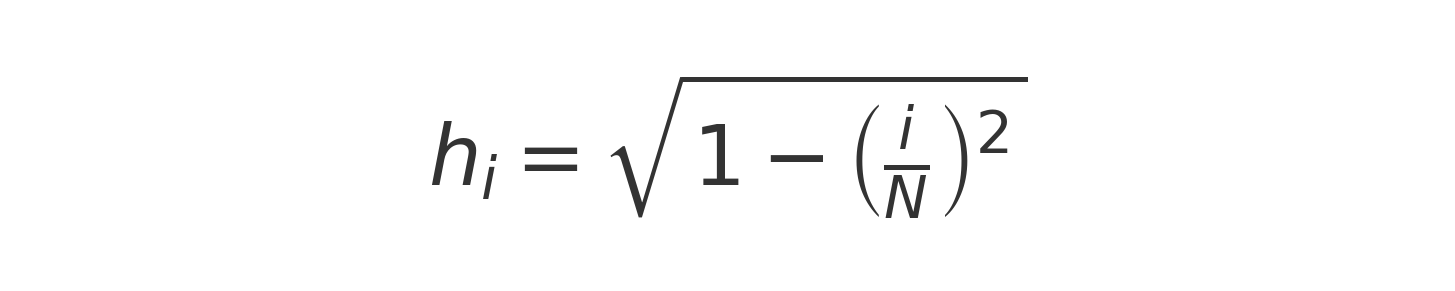 $h_i = \sqrt{1 - \left(\frac{i}{N}\right)^2}$